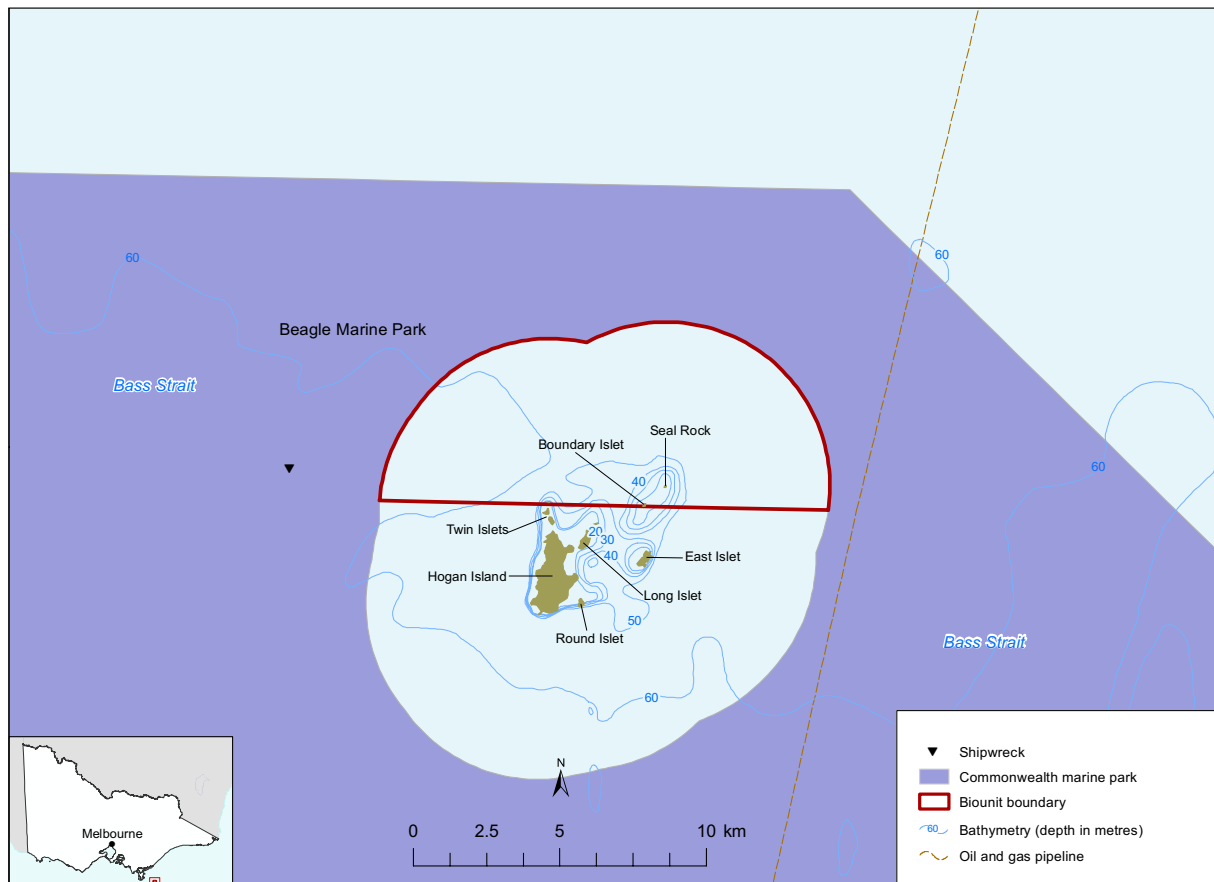 60
60
Beagle Marine Park
Bass Strait
Seal Rock
Boundary Islet
40
60
Twin Islets
20
30
40
East Islet
Hogan Island
Long Islet
50
Round Islet
Bass Strait
60
N
0 2.5 5 10 km
Melbourne
Shipwreck
Commonwealth marine park
Biounit boundary
60 Bathymetry (depth in metres)
Oil and gas pipeline